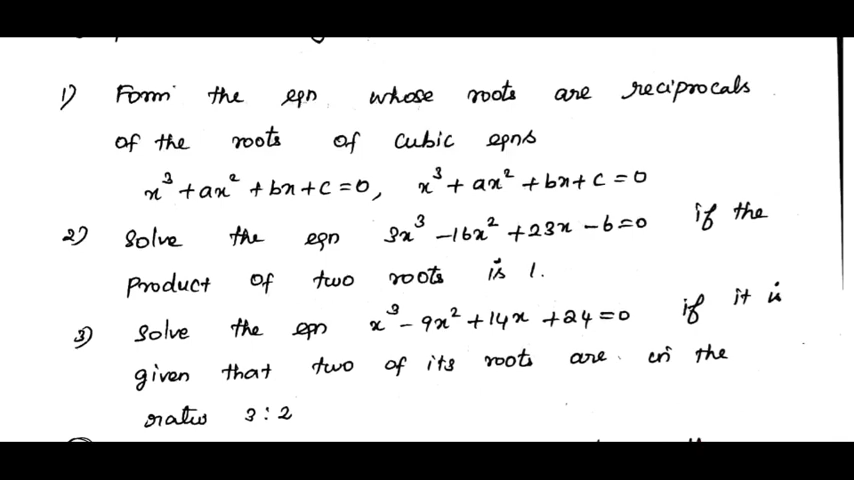 1) Form the eqn whose roots are reciprocals
of the roots of cubic eqns
x³ + ax² + bx + c = 0, x³ + ax² + bx + c = 0
2) Solve the eqn 3x³ - 16x² + 23x - 6 = 0 if the
product of two roots is 1.
3) Solve the eqn x³ - 9x² + 14x + 24 = 0 if it is
given that two of its roots are in the
ratio 3 : 2